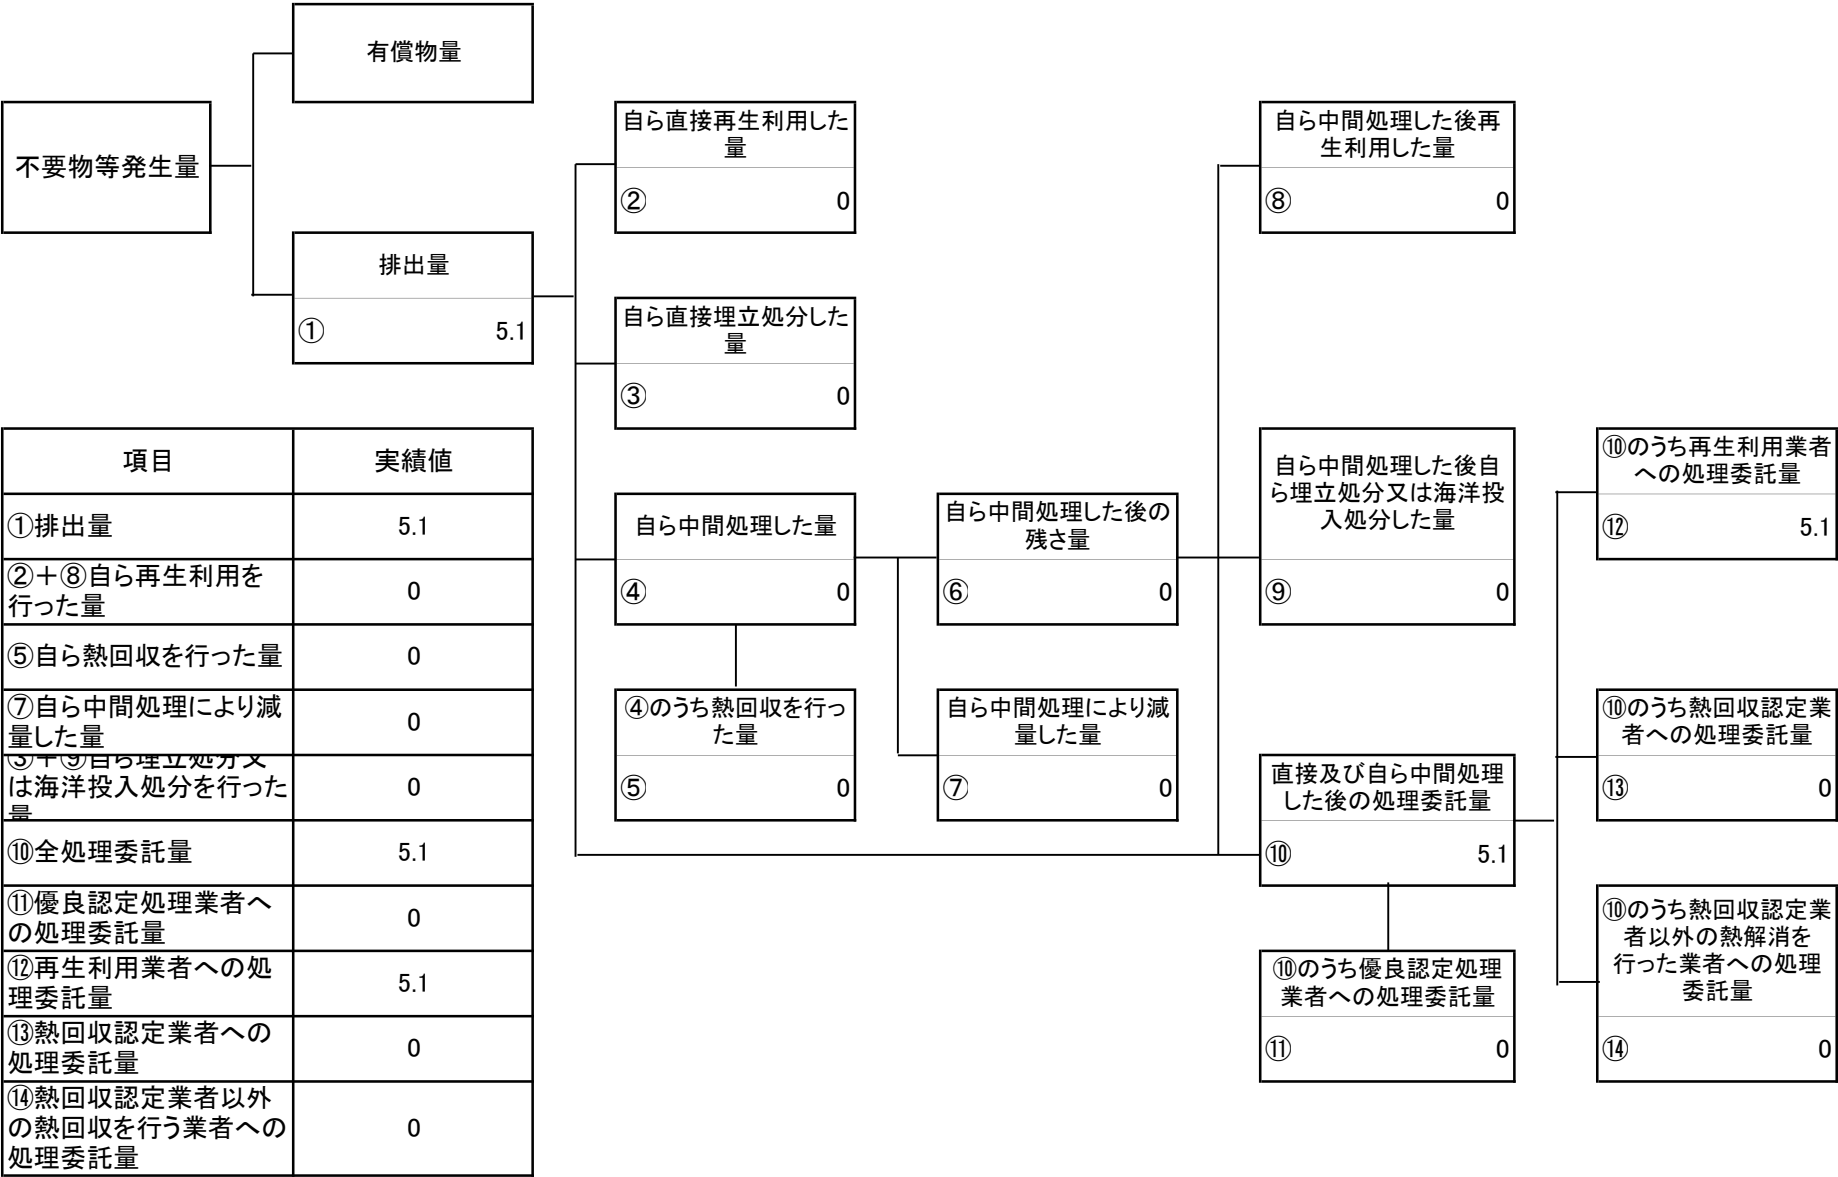 有償物量
不要物等発生量
排出量
① 5.1
自ら直接再生利用した
量
② 0
自ら直接埋立処分した
量
③ 0
自ら中間処理した量
④ 0
④のうち熱回収を行っ
た量
⑤ 0
自ら中間処理した後の
残さ量
⑥ 0
自ら中間処理により減
量した量
⑦ 0
自ら中間処理した後再
生利用した量
⑧ 0
自ら中間処理した後自
ら埋立処分又は海洋投
入処分した量
⑨ 0
直接及び自ら中間処理
した後の処理委託量
⑩ 5.1
⑩のうち優良認定処理
業者への処理委託量
⑪ 0
⑩のうち再生利用業者
への処理委託量
⑫ 5.1
⑩のうち熱回収認定業
者への処理委託量
⑬ 0
⑩のうち熱回収認定業
者以外の熱解消を
行った業者への処理
委託量
⑭ 0
項目 実績値
①排出量 5.1
②＋⑧自ら再生利用を
行った量 0
⑤自ら熱回収を行った量 0
⑦自ら中間処理により減
量した量 0
③＋⑨自ら埋立処分又
は海洋投入処分を行った
量 0
⑩全処理委託量 5.1
⑪優良認定処理業者へ
の処理委託量 0
⑫再生利用業者への処
理委託量 5.1
⑬熱回収認定業者への
処理委託量 0
⑭熱回収認定業者以外
の熱回収を行う業者への
処理委託量 0